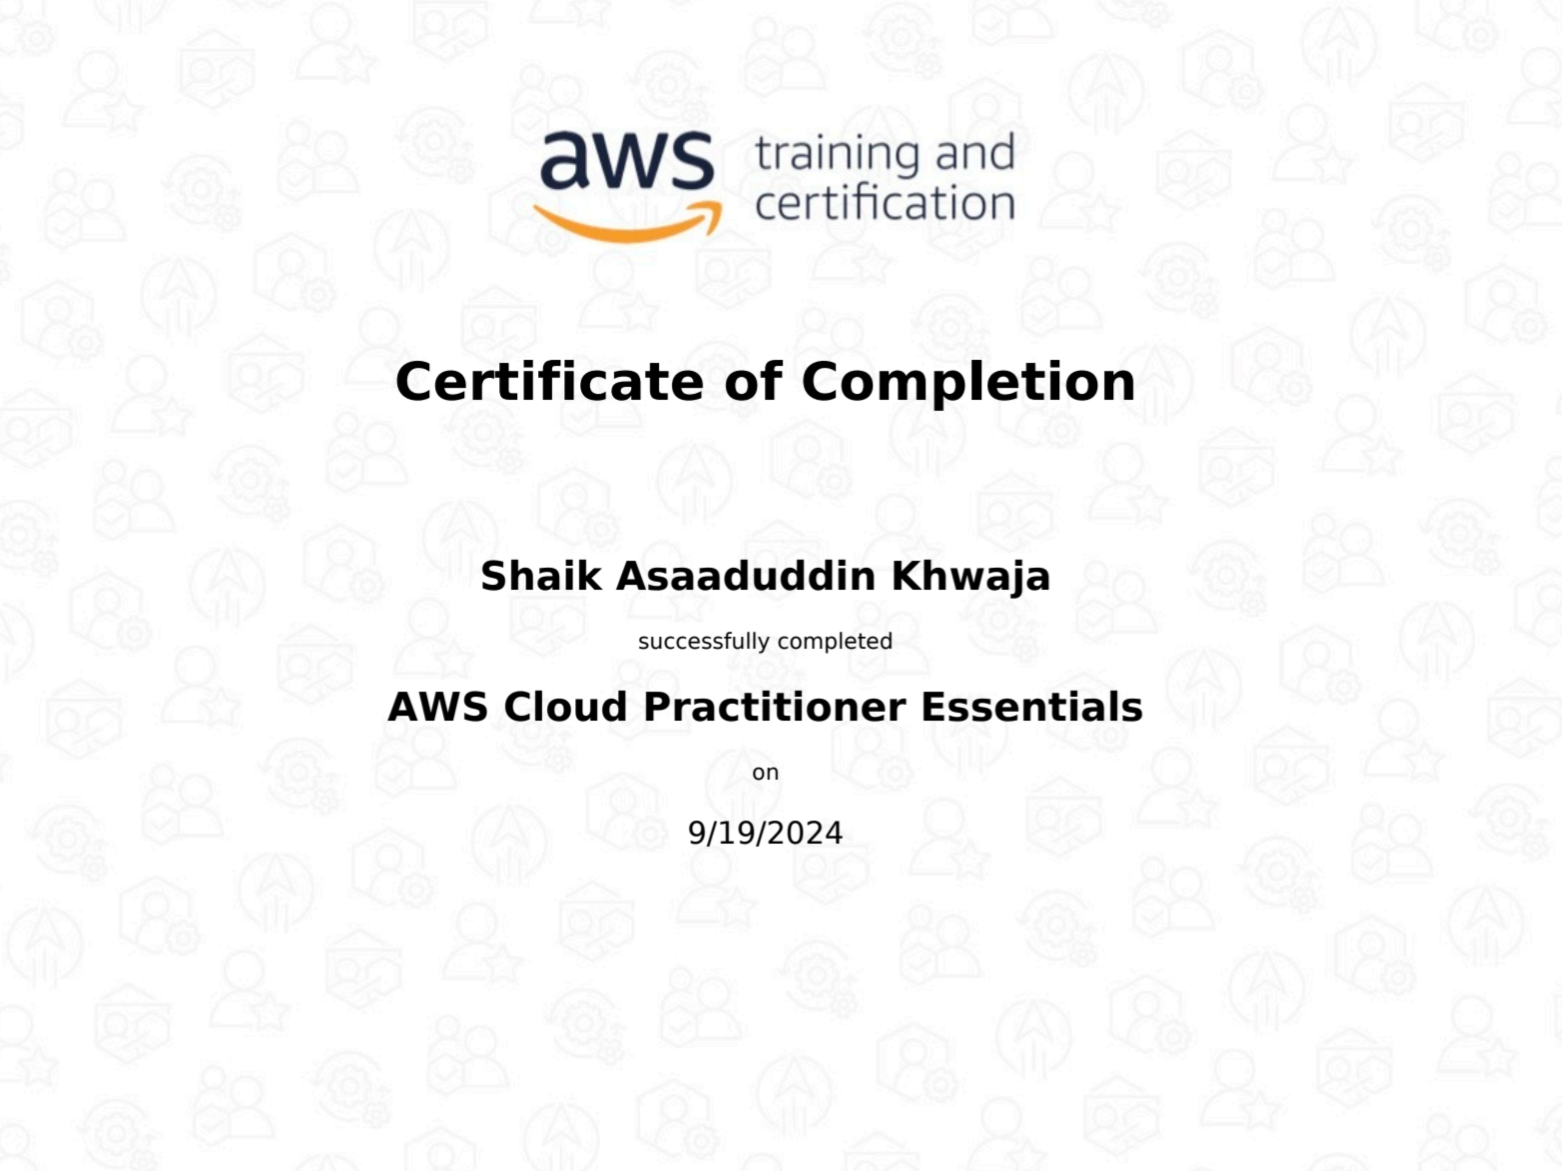 aws training and
certification
Certificate of Completion
Shaik Asaaduddin Khwaja
successfully completed
AWS Cloud Practitioner Essentials
on
9/19/2024